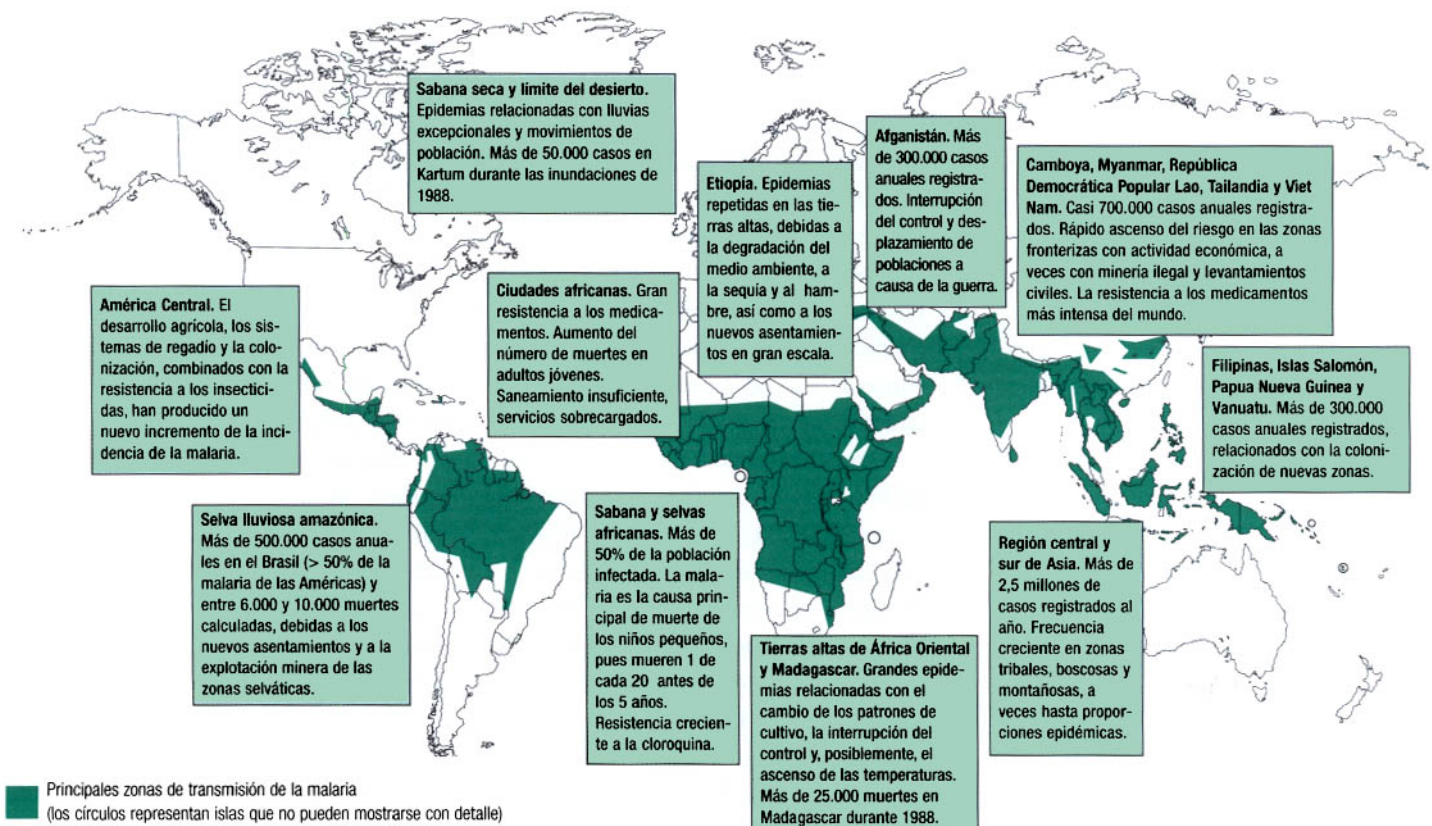 Sabana seca y límite del desierto.
Epidemias relacionadas con lluvias
excepcionales y movimientos de
población. Más de 50.000 casos en
Kartum durante las inundaciones de
1988.
Etiopía. Epidemias
repetidas en las tie-
rras altas, debidas a
la degradación del
medio ambiente, a
la sequía y al ham-
bre, así como a los
nuevos asentamien-
tos en gran escala.
Afganistán. Más
de 300.000 casos
anuales registra-
dos. Interrupción
del control y des-
plazamiento de
poblaciones a
causa de la guerra.
Camboya, Myanmar, República
Democrática Popular Lao, Tailandia y Viet
Nam. Casi 700.000 casos anuales registra-
dos. Rápido ascenso del riesgo en las zonas
fronterizas con actividad económica, a
veces con minería ilegal y levantamientos
civiles. La resistencia a los medicamentos
más intensa del mundo.
América Central. El
desarrollo agrícola, los sis-
temas de regadío y la colo-
nización, combinados con la
resistencia a los insectici-
das, han producido un
nuevo incremento de la inci-
dencia de la malaria.
Ciudades africanas. Gran
resistencia a los medica-
mentos. Aumento del
número de muertes en
adultos jóvenes.
Saneamiento insuficiente,
servicios sobrecargados.
Filipinas, Islas Salomón,
Papua Nueva Guinea y
Vanuatu. Más de 300.000
casos anuales registrados,
relacionados con la coloni-
zación de nuevas zonas.
Selva lluviosa amazónica.
Más de 500.000 casos anua-
les en el Brasil (> 50% de la
malaria de las Américas) y
entre 6.000 y 10.000 muertes
calculadas, debidas a los
nuevos asentamientos y a la
explotación minera de las
zonas selváticas.
Sabana y selvas
africanas. Más de
50% de la población
infectada. La mala-
ria es la causa prin-
cipal de muerte de
los niños pequeños,
pues mueren 1 de
cada 20 antes de
los 5 años.
Resistencia crecien-
te a la cloroquina.
Tierras altas de África Oriental
y Madagascar. Grandes epide-
mias relacionadas con el
cambio de los patrones de
cultivo, la interrupción del
control y, posiblemente, el
ascenso de las temperaturas.
Más de 25.000 muertes en
Madagascar durante 1988.
Región central y
sur de Asia. Más de
2,5 millones de
casos registrados al
año. Frecuencia
creciente en zonas
tribales, boscosas y
montañosas, a
veces hasta propor-
ciones epidémicas.
Principales zonas de transmisión de la malaria
(los círculos representan islas que no pueden mostrarse con detalle)